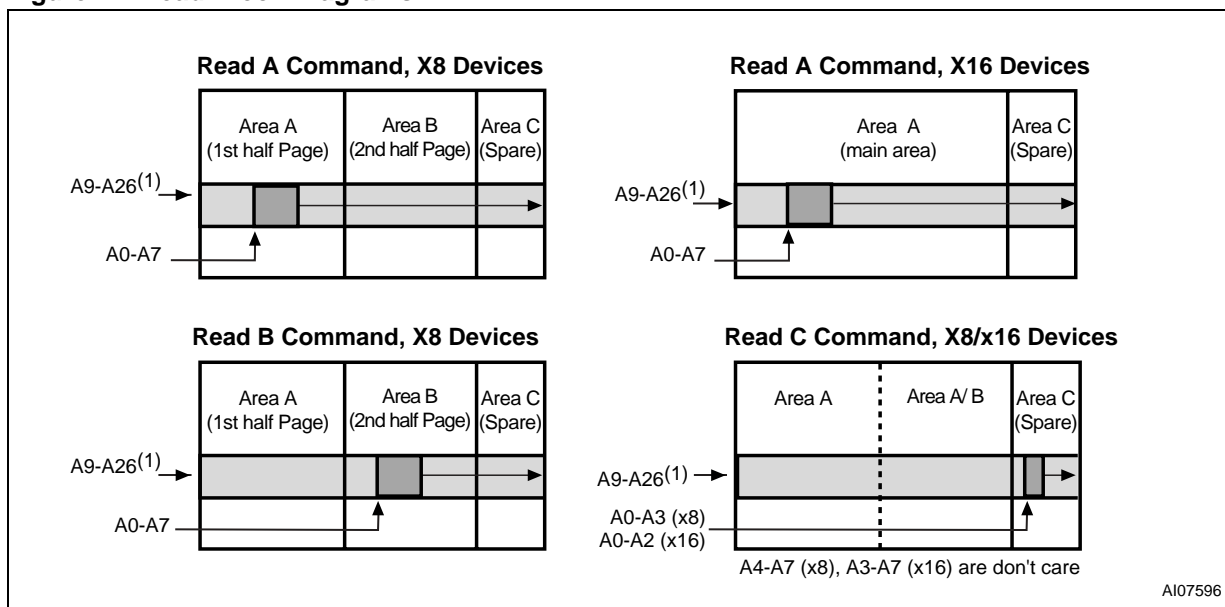 Read A Command, X8 Devices
Area A
(1st half Page)
Area B
(2nd half Page)
Area C
(Spare)
A9-A26(1)
A0-A7
Read A Command, X16 Devices
Area A
(main area)
Area C
(Spare)
A9-A26(1)
A0-A7
Read B Command, X8 Devices
Area A
(1st half Page)
Area B
(2nd half Page)
Area C
(Spare)
A9-A26(1)
A0-A7
Read C Command, X8/x16 Devices
Area A
Area A/ B
Area C
(Spare)
A9-A26(1)
A0-A3 (x8)
A0-A2 (x16)
A4-A7 (x8), A3-A7 (x16) are don't care
AI07596